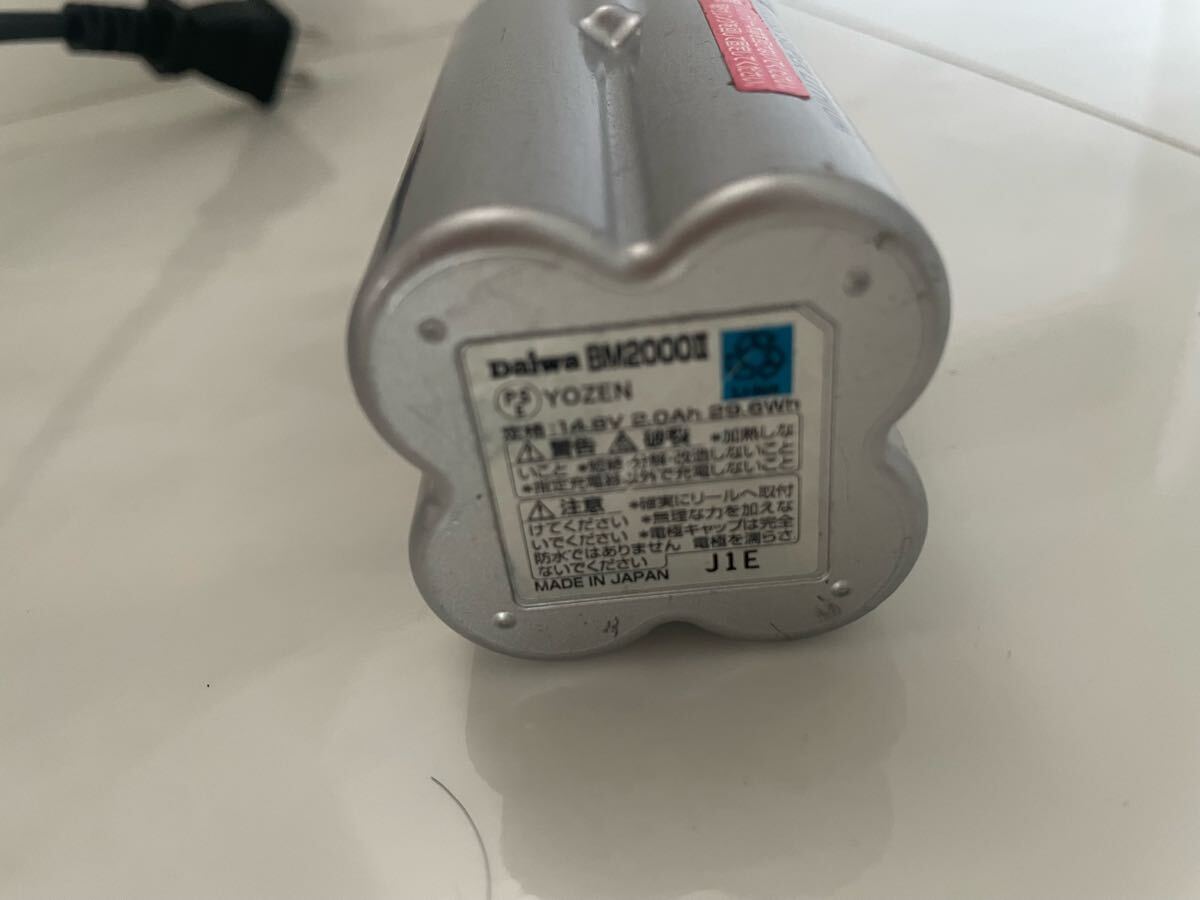 Daiwa BM2000Ⅱ
PS
E YOZEN
定格:14.8V 2.0Ah 29.6Wh
⚠警告 ⚠破裂 *加熱しな
いこと *短絡・分解・改造しないこと
*指定充電器以外で充電しないこと
⚠注意 *確実にリールへ取付
けてください *無理な力を加えな
いでください *電極キャップは完全
防水ではありません 電極を濡らさ
ないでください
MADE IN JAPAN J1E